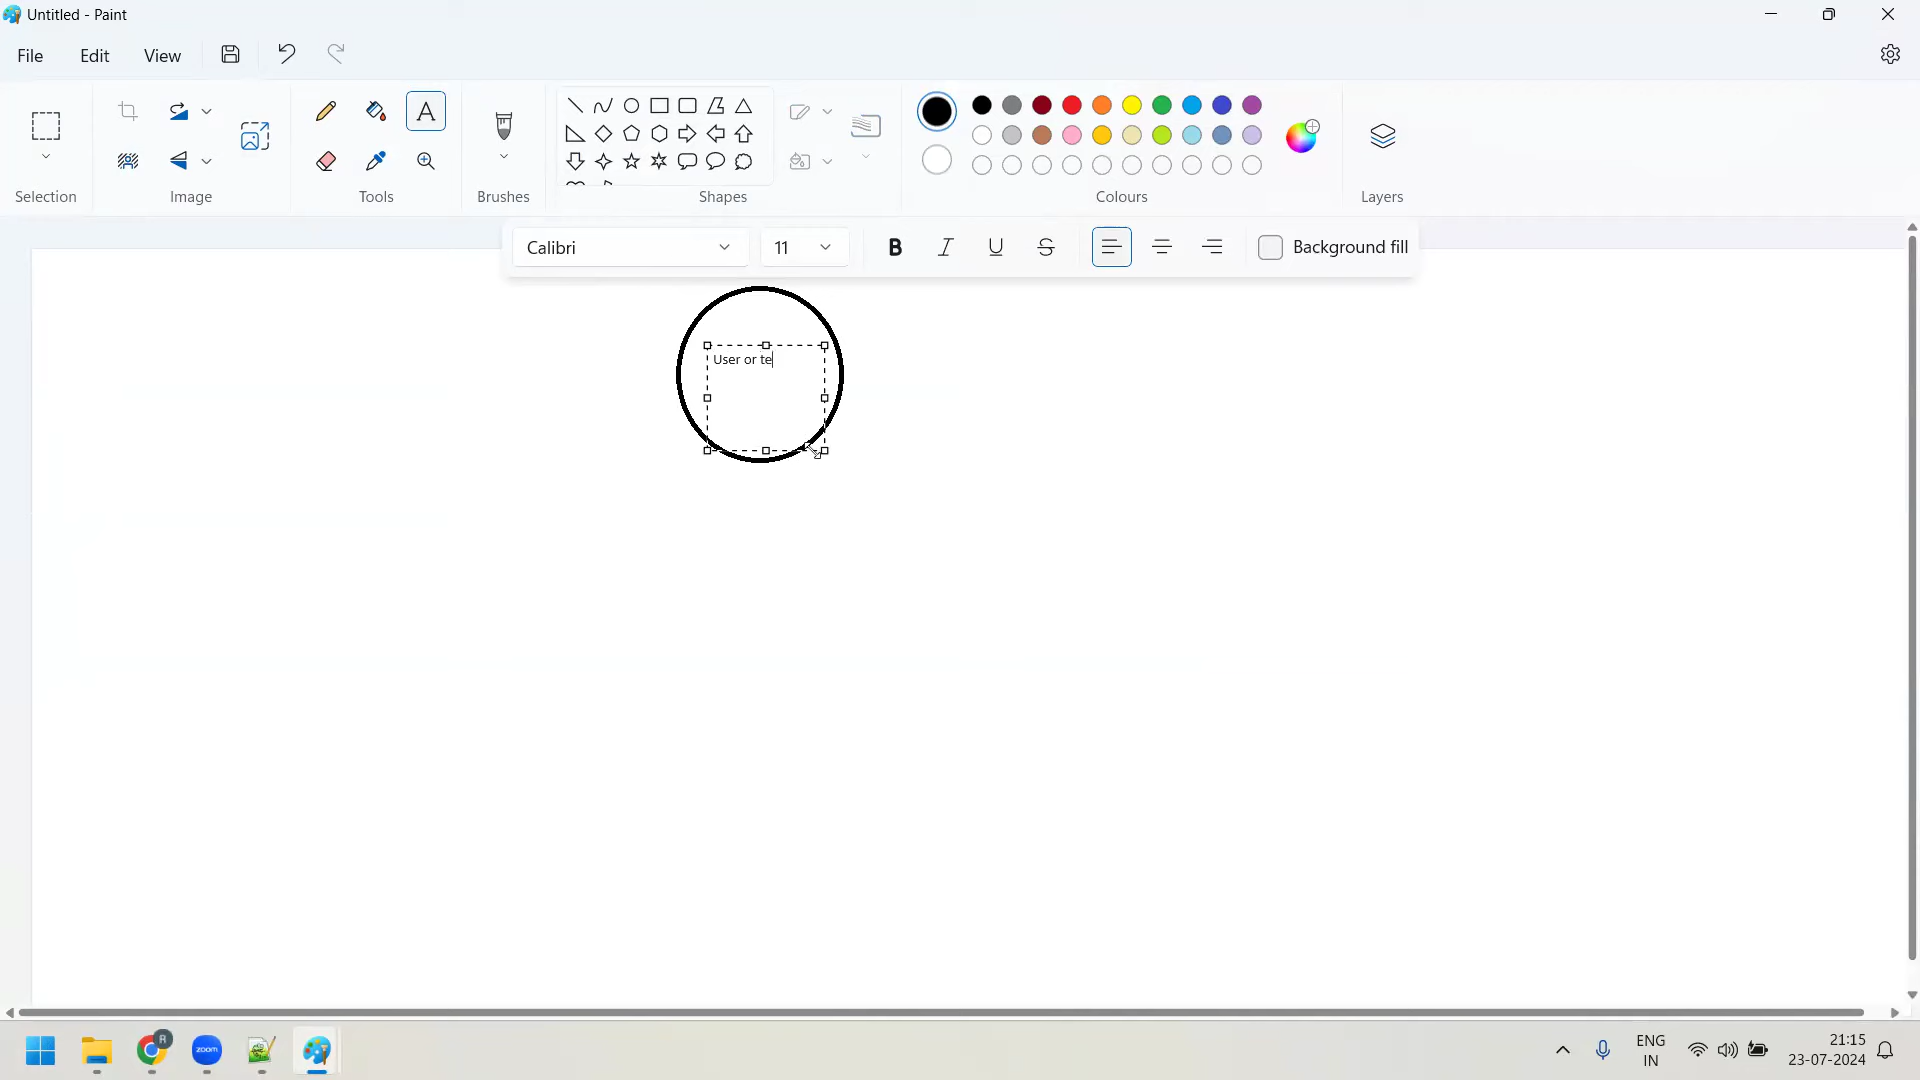 Untitled - Paint
File
Edit
View
Selection
Image
Tools
Brushes
Shapes
Colours
Layers
Calibri
11
B
I
U
S
Background fill
User or te
zoom
R
ENG
IN
21:15
23-07-2024